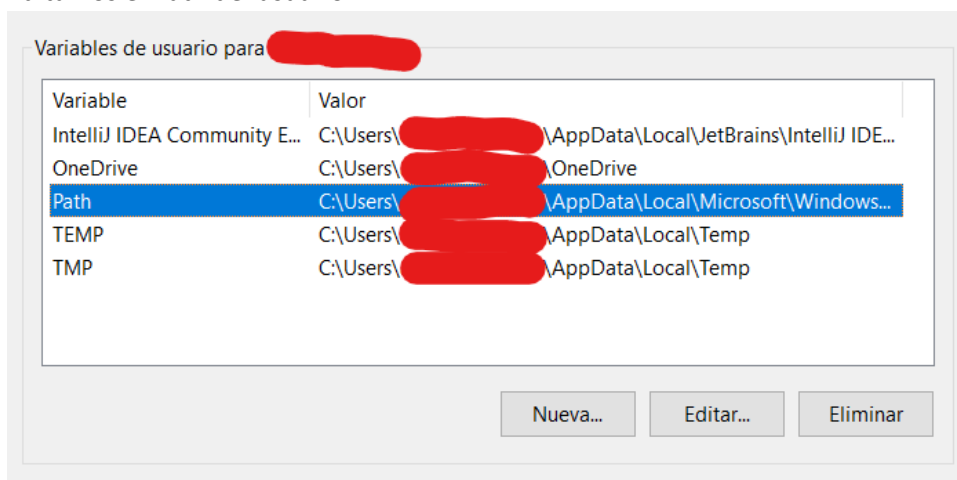 Variables de usuario para
Variable Valor
IntelliJ IDEA Community E... C:\Users\ \AppData\Local\JetBrains\IntelliJ IDE...
OneDrive C:\Users\ \OneDrive
Path C:\Users\ \AppData\Local\Microsoft\Windows...
TEMP C:\Users\ \AppData\Local\Temp
TMP C:\Users\ \AppData\Local\Temp
Nueva... Editar... Eliminar